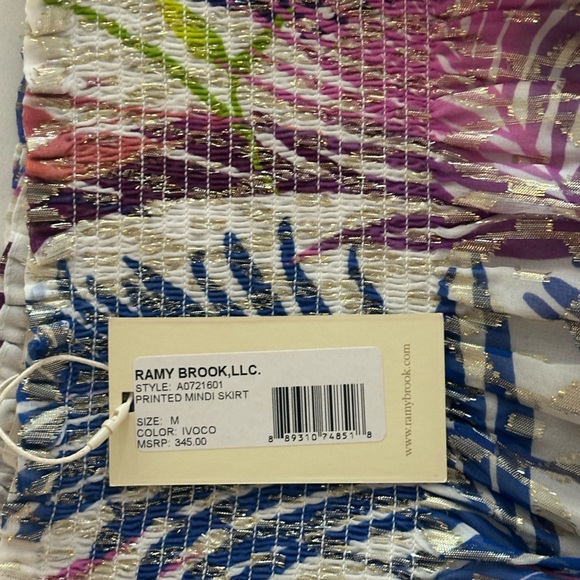 RAMY BROOK,LLC.
STYLE: A0721601
PRINTED MINDI SKIRT
SIZE: M
COLOR: IVOCO
MSRP: 345.00
8 89310 74851 8
www.ramybrook.com